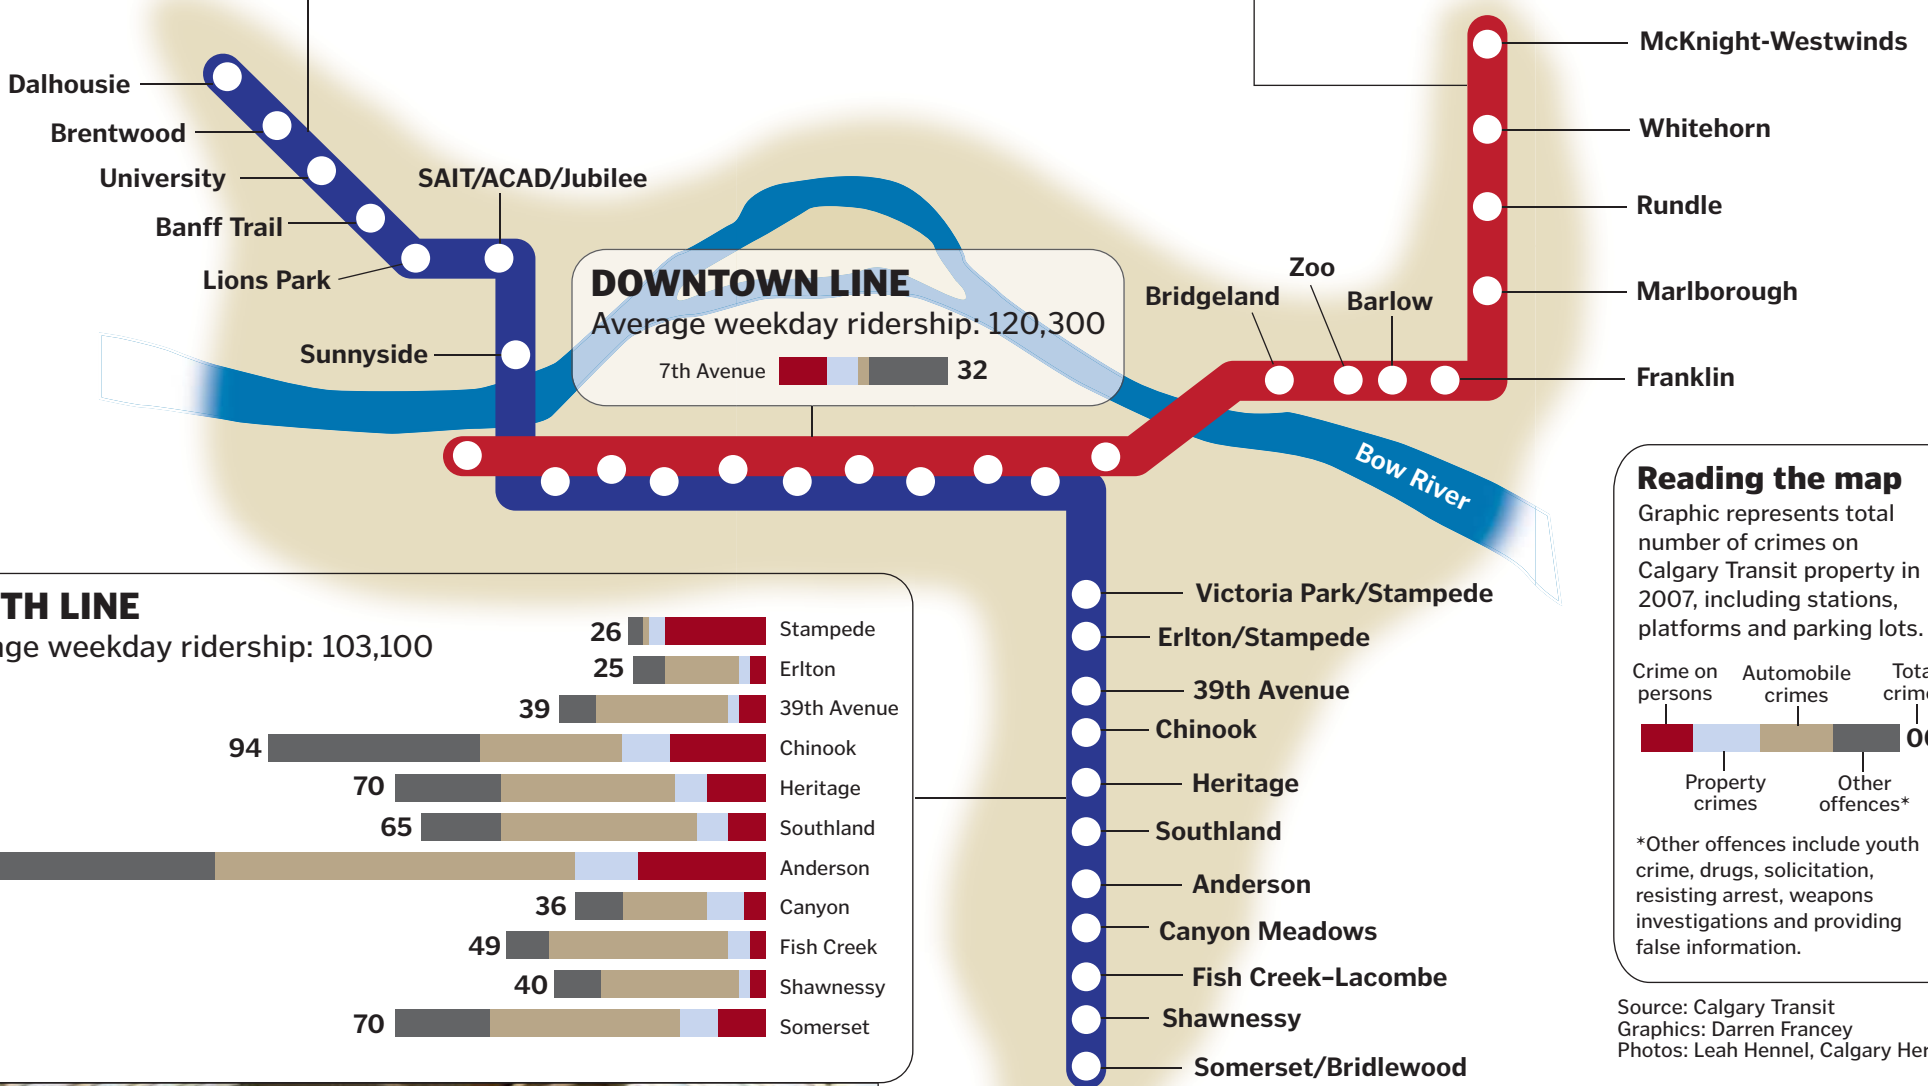 McKnight-Westwinds
Dalhousie
Brentwood
Whitehorn
University
SAIT/ACAD/Jubilee
Rundle
Banff Trail
Lions Park
Zoo
Bridgeland
Barlow
Marlborough
DOWNTOWN LINE
Average weekday ridership: 120,300
7th Avenue 32
Sunnyside
Franklin
Bow River
Reading the map
Graphic represents total
number of crimes on
Calgary Transit property in
2007, including stations,
platforms and parking lots.
Crime on
persons
Automobile
crimes
Property
crimes
Other
offences*
*Other offences include youth
crime, drugs, solicitation,
resisting arrest, weapons
investigations and providing
false information.
Source: Calgary Transit
Graphics: Darren Francey
Photos: Leah Hennel, Calgary
TH LINE
weekday ridership: 103,100
26 Stampede
25 Erlton
39 39th Avenue
94 Chinook
70 Heritage
65 Southland
Anderson
36 Canyon
49 Fish Creek
40 Shawnessy
70 Somerset
Victoria Park/Stampede
Erlton/Stampede
39th Avenue
Chinook
Heritage
Southland
Anderson
Canyon Meadows
Fish Creek–Lacombe
Shawnessy
Somerset/Bridlewood